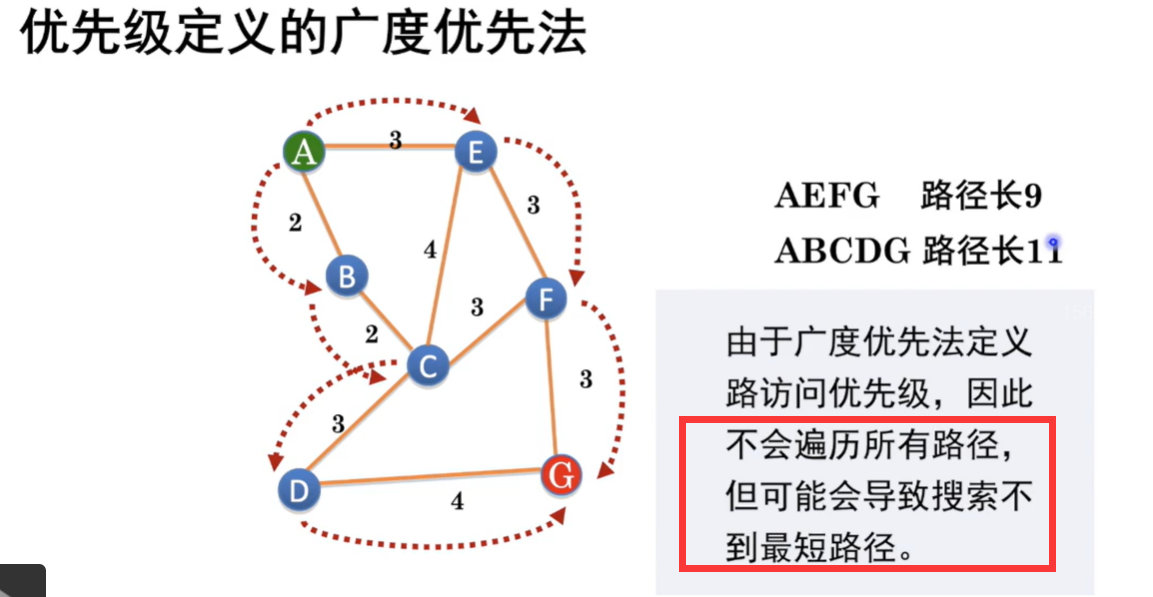 优先级定义的广度优先法
A
3
E
2
3
4
B
3
F
2
C
3
3
D
4
G
AEFG 路径长9
ABCDG 路径长11
由于广度优先法定义
路访问优先级，因此
不会遍历所有路径，
但可能会导致搜索不
到最短路径。